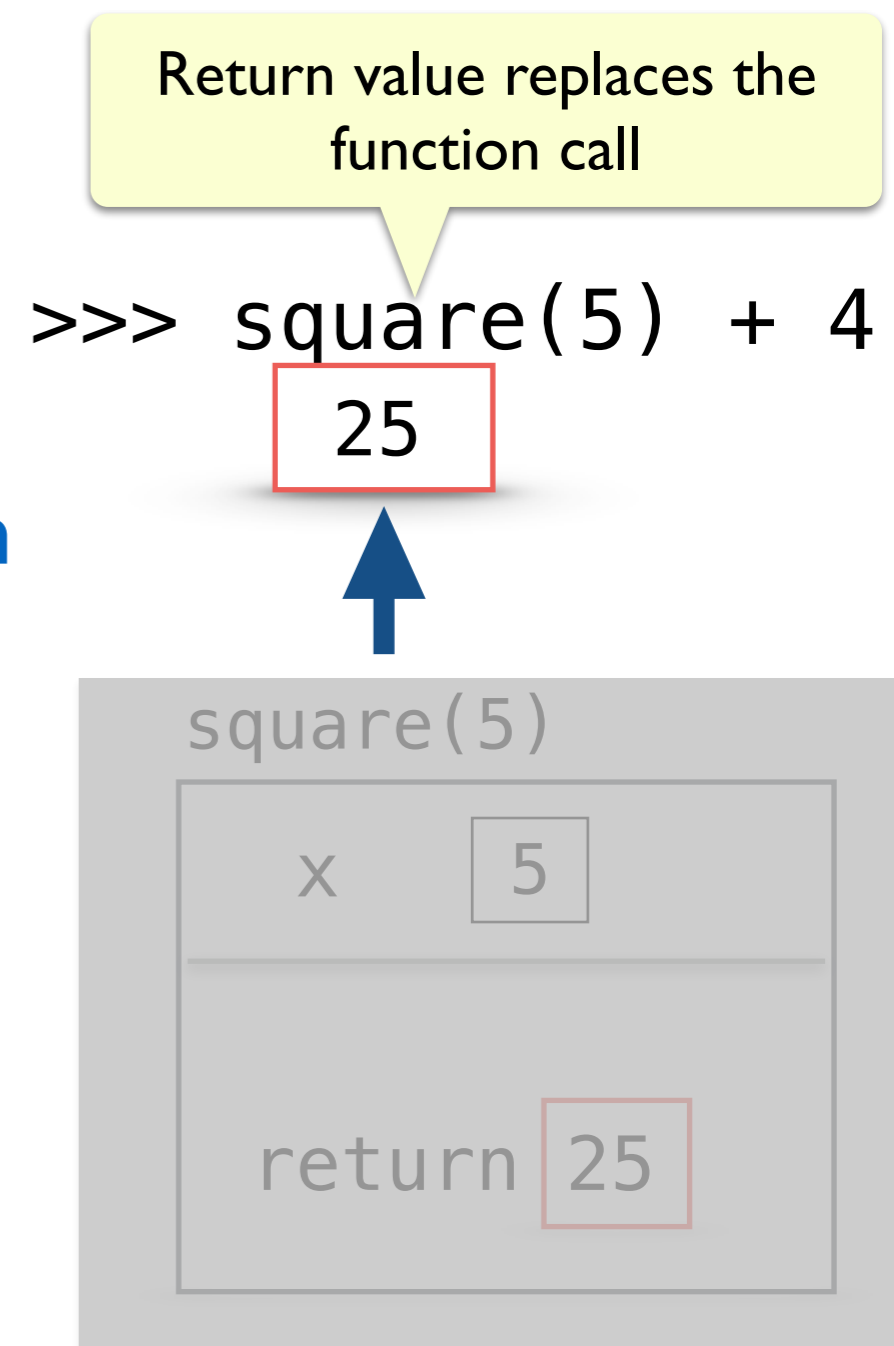 Return value replaces the
function call
>>> square(5) + 4
25
square(5)
x 5
return 25